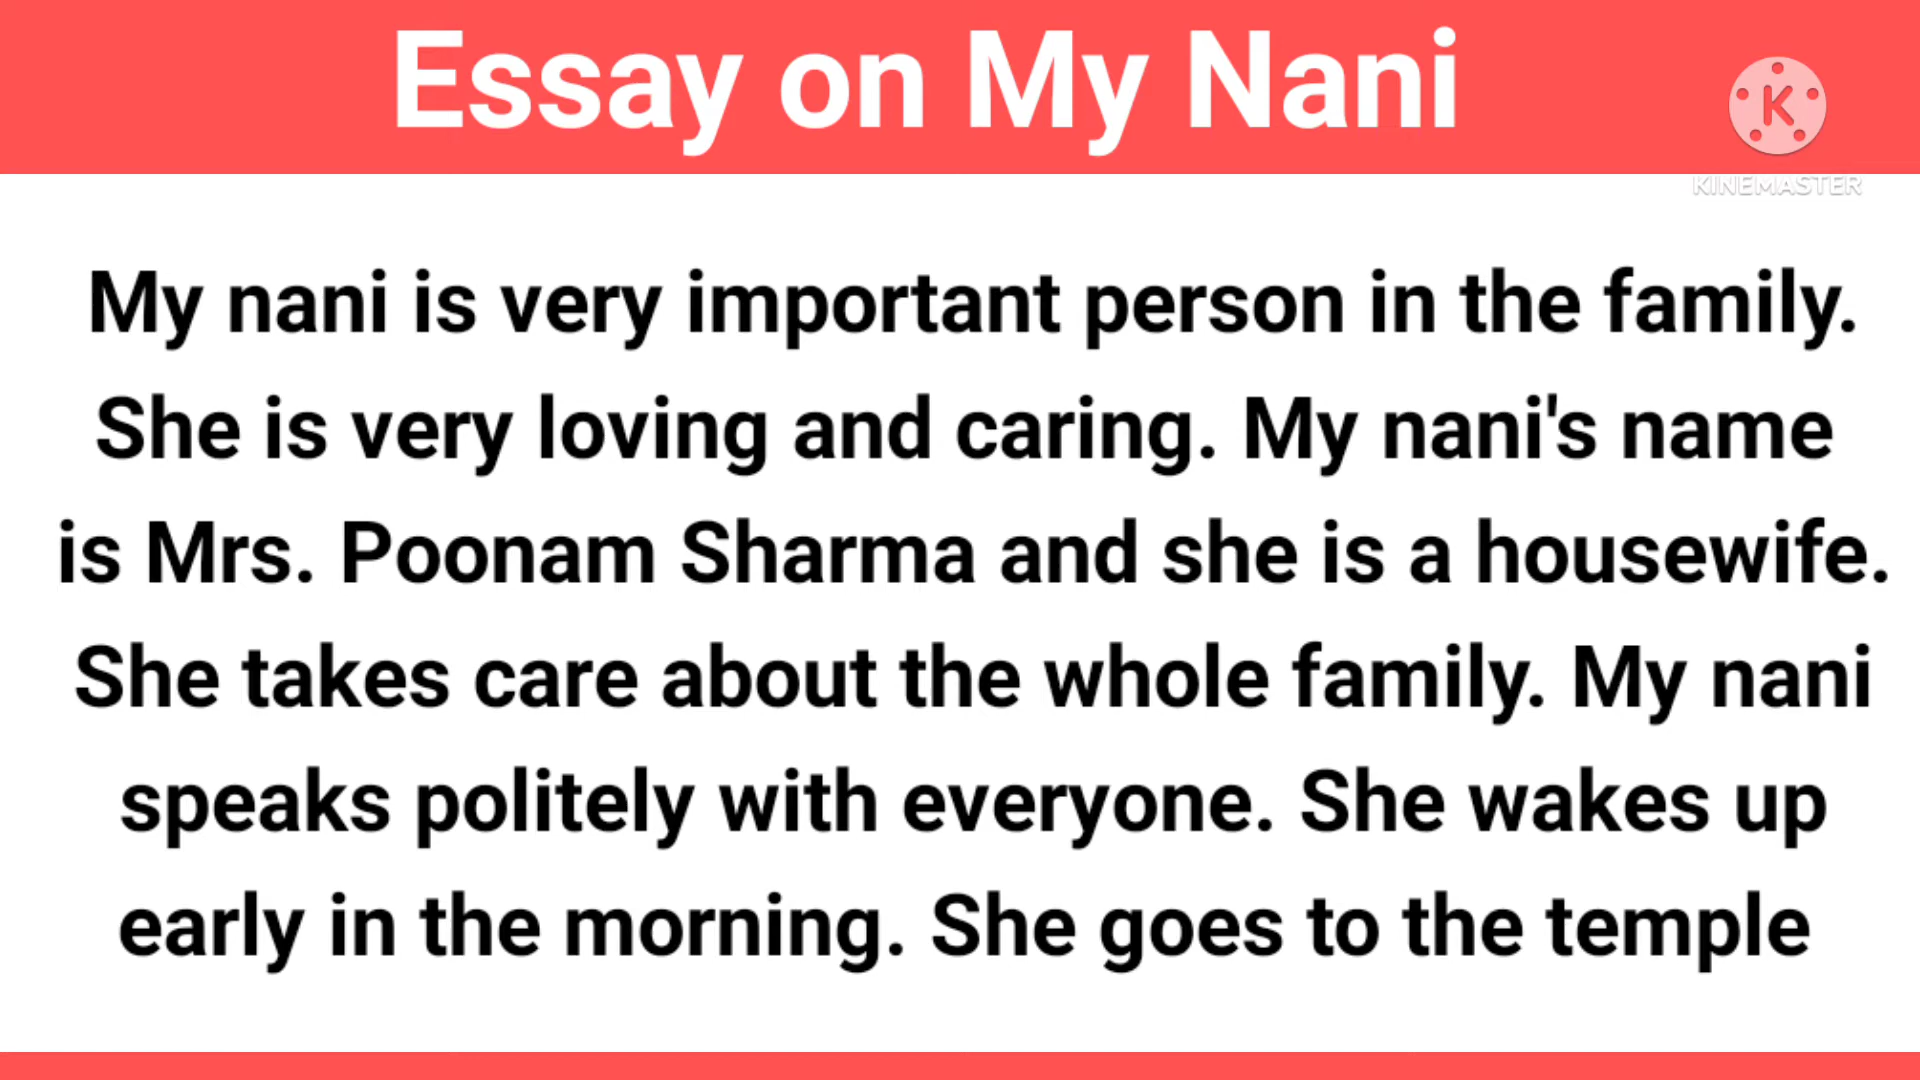 Essay on My Nani
K
KINEMASTER
My nani is very important person in the family.
She is very loving and caring. My nani's name
is Mrs. Poonam Sharma and she is a housewife.
She takes care about the whole family. My nani
speaks politely with everyone. She wakes up
early in the morning. She goes to the temple